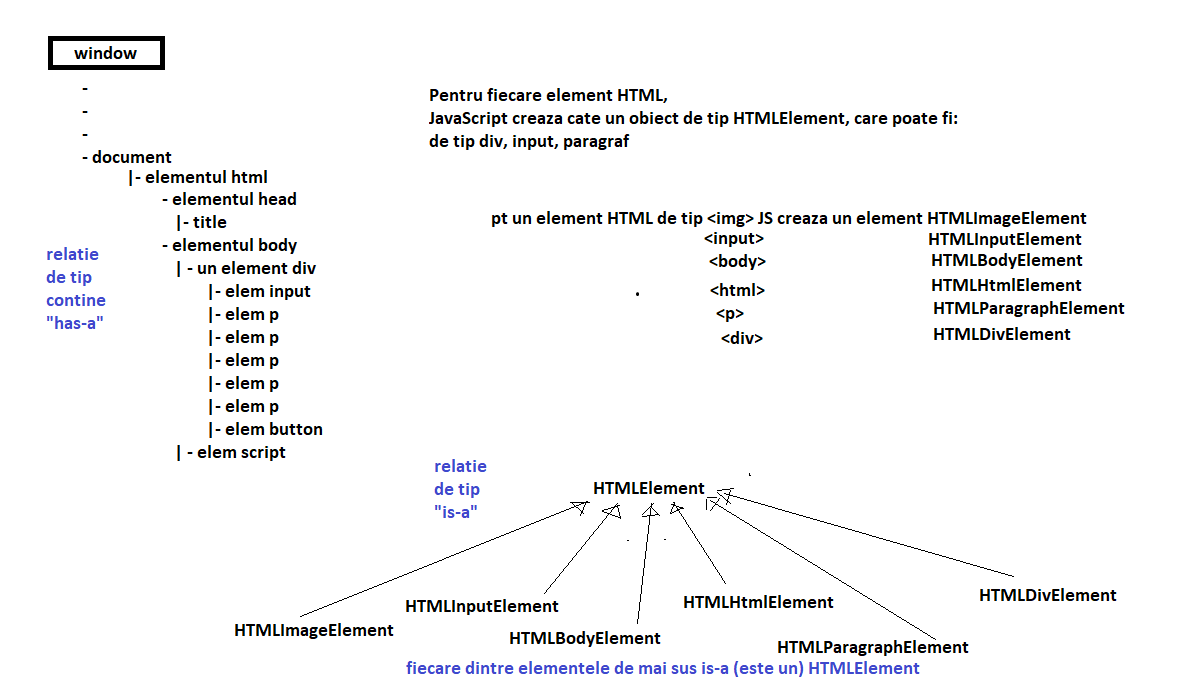 window
-
-
-
- document
|- elementul html
- elementul head
|- title
- elementul body
| - un element div
|- elem input
|- elem p
|- elem p
|- elem p
|- elem p
|- elem p
|- elem button
| - elem script
relatie
de tip
contine
"has-a"
Pentru fiecare element HTML,
JavaScript creaza cate un obiect de tip HTMLElement, care poate fi:
de tip div, input, paragraf
pt un element HTML de tip <img> JS creaza un element HTMLImageElement
<input> HTMLInputElement
<body> HTMLBodyElement
<html> HTMLHtmlElement
<p> HTMLParagraphElement
<div> HTMLDivElement
relatie
de tip
"is-a"
HTMLElement
HTMLImageElement
HTMLInputElement
HTMLBodyElement
HTMLHtmlElement
HTMLParagraphElement
HTMLDivElement
fiecare dintre elementele de mai sus is-a (este un) HTMLElement